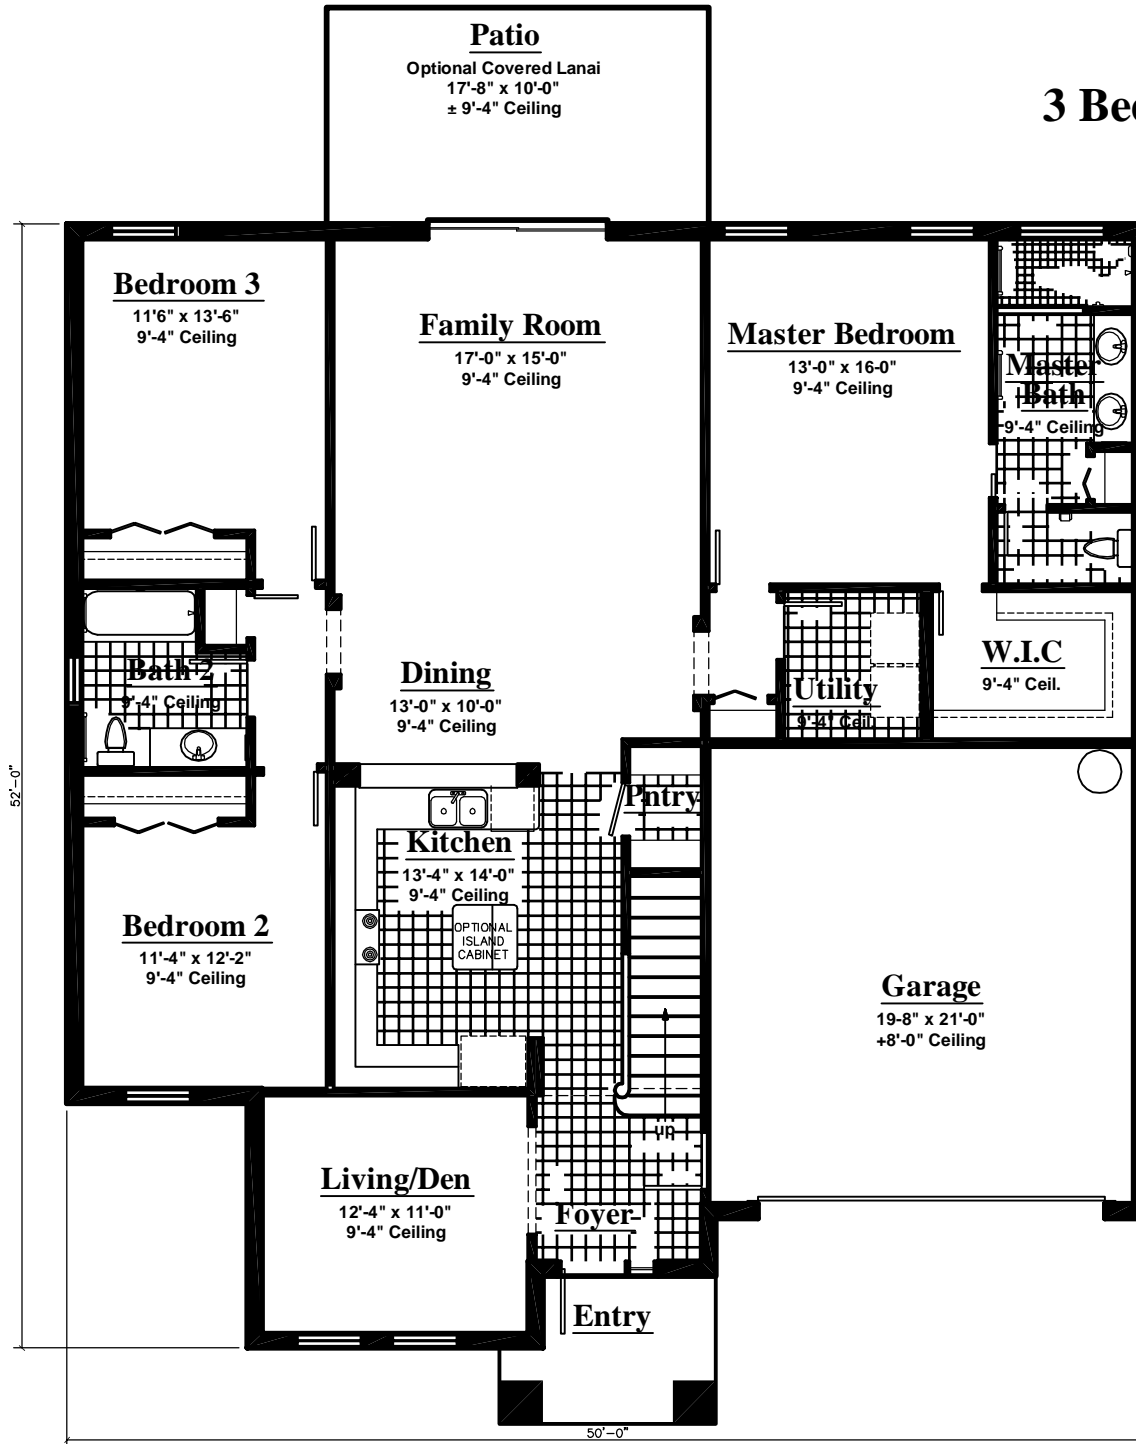 Patio
Optional Covered Lanai
17'-8" x 10'-0"
± 9'-4" Ceiling
3 Bed
Bedroom 3
11'6" x 13'-6"
9'-4" Ceiling
Family Room
17'-0" x 15'-0"
9'-4" Ceiling
Master Bedroom
13'-0" x 16-0"
9'-4" Ceiling
Master
Bath
9'-4" Ceiling
Bath 2
9'-4" Ceiling
Dining
13'-0" x 10'-0"
9'-4" Ceiling
Utility
9'-4" Ceil.
W.I.C
9'-4" Ceil.
52'-0"
Pntry
Kitchen
13'-4" x 14'-0"
9'-4" Ceiling
OPTIONAL
ISLAND
CABINET
Bedroom 2
11'-4" x 12'-2"
9'-4" Ceiling
Garage
19-8" x 21'-0"
+8'-0" Ceiling
up
Living/Den
12'-4" x 11'-0"
9'-4" Ceiling
Foyer
Entry
50'-0"